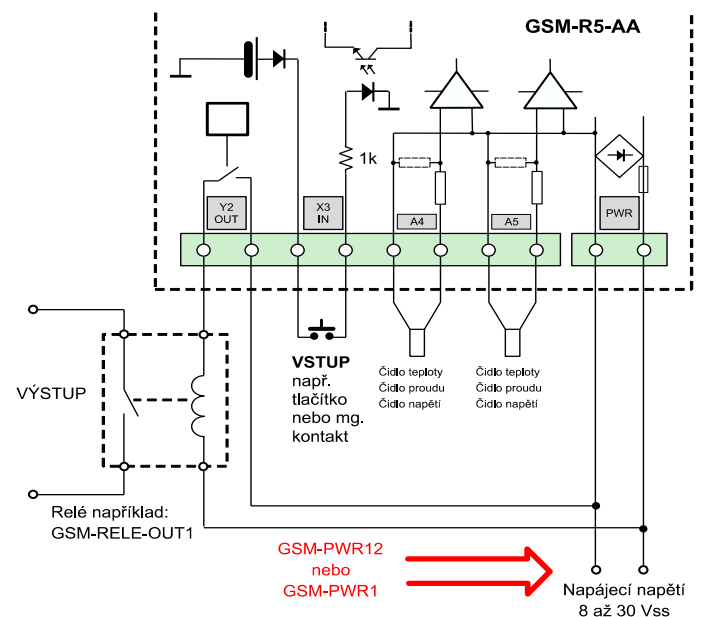 GSM-R5-AA
1k
Y2
OUT
X3
IN
A4
A5
PWR
VÝSTUP
VSTUP
např.
tlačítko
nebo mg.
kontakt
Čidlo teploty
Čidlo proudu
Čidlo napětí
Čidlo teploty
Čidlo proudu
Čidlo napětí
Relé například:
GSM-RELE-OUT1
GSM-PWR12
nebo
GSM-PWR1
Napájecí napětí
8 až 30 Vss